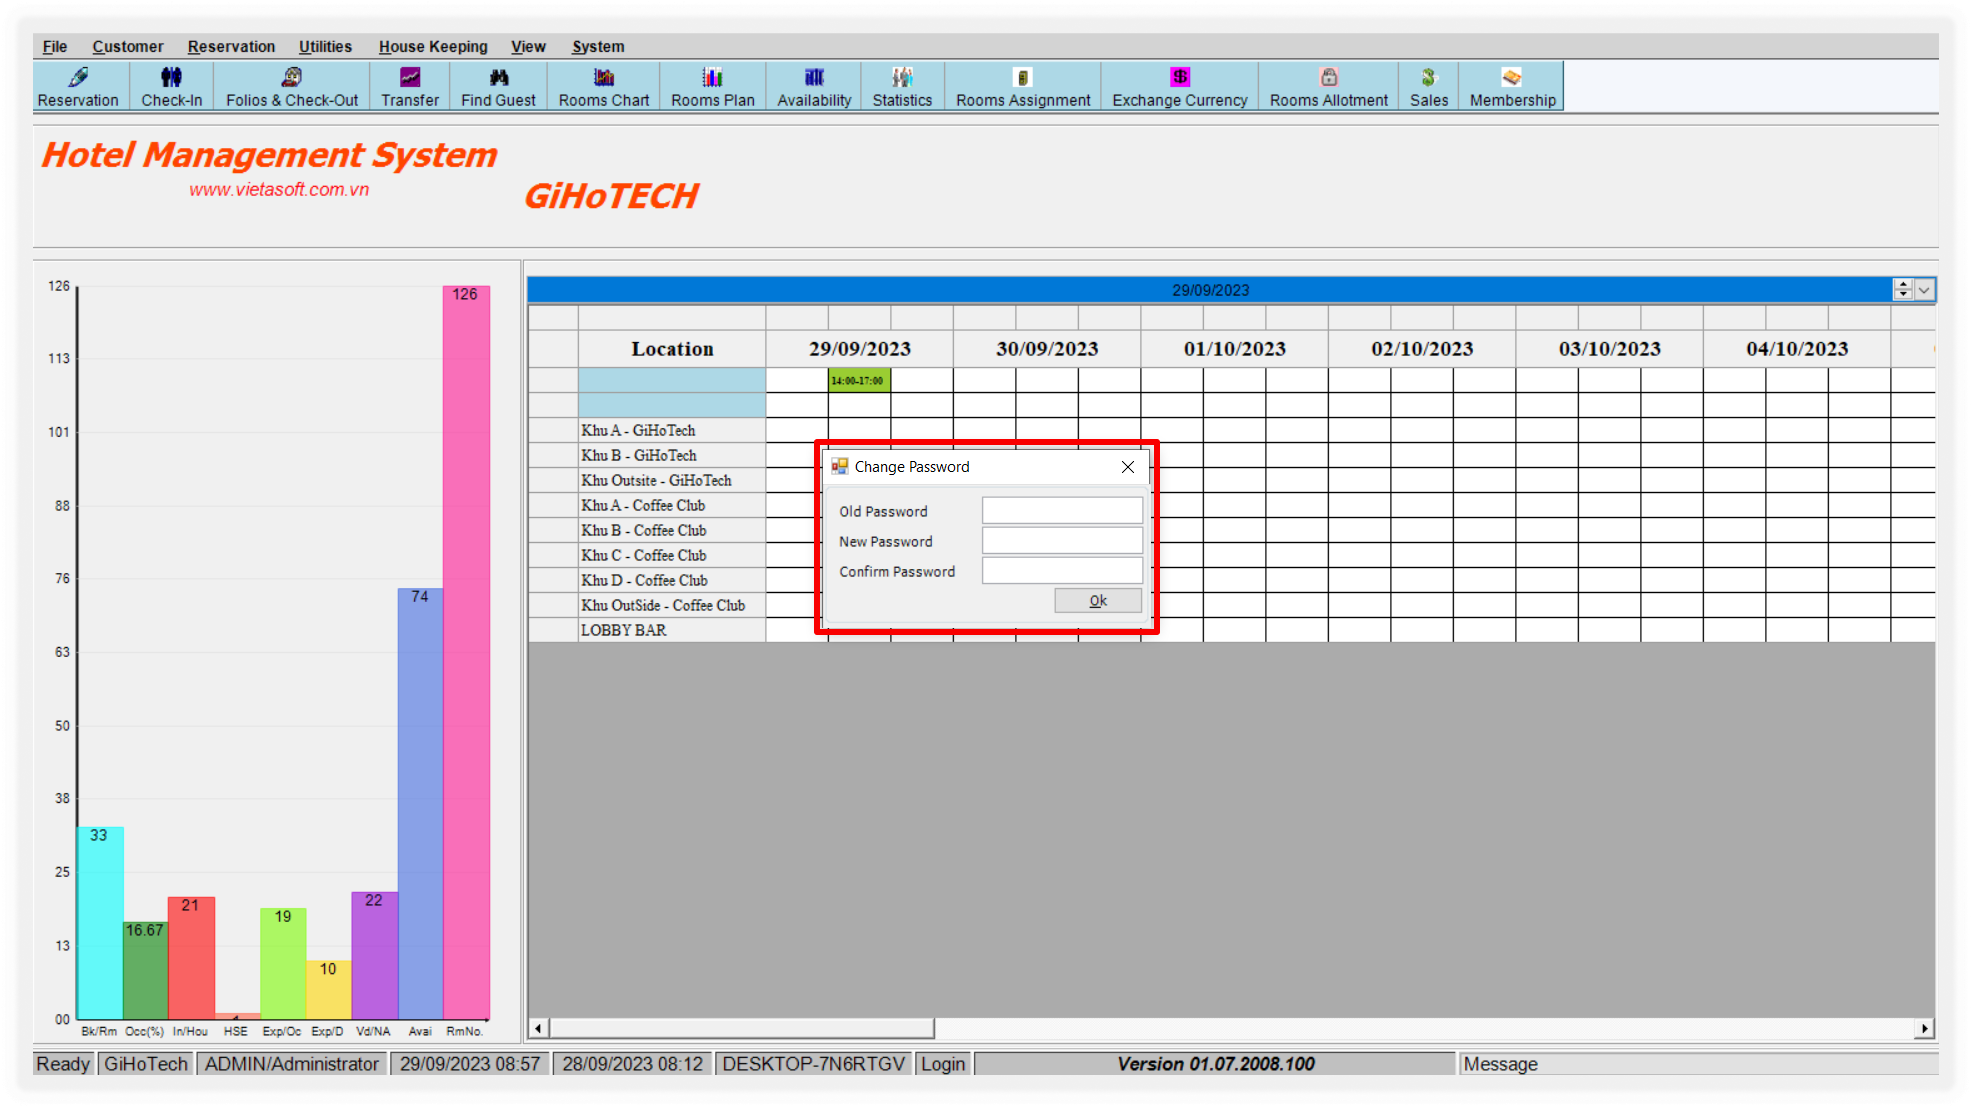 File Customer Reservation Utilities House Keeping View System
Reservation Check-In Folios & Check-Out Transfer Find Guest Rooms Chart Rooms Plan Availability Statistics Rooms Assignment Exchange Currency Rooms Allotment Sales Membership
Hotel Management System
www.vietasoft.com.vn
GiHoTECH
126
113
101
88
76
63
50
38
25
13
00
33
16.67
21
19
10
22
74
126
Bk/Rm Occ(%) In/Hou HSE Exp/Oc Exp/D Vd/NA Avai RmNo.
29/09/2023
Location 29/09/2023 30/09/2023 01/10/2023 02/10/2023 03/10/2023 04/10/2023
14:00-17:00
Khu A - GiHoTech
Khu B - GiHoTech
Khu Outsite - GiHoTech
Khu A - Coffee Club
Khu B - Coffee Club
Khu C - Coffee Club
Khu D - Coffee Club
Khu OutSide - Coffee Club
LOBBY BAR
Change Password
Old Password
New Password
Confirm Password
Ok
Ready GiHoTech ADMIN/Administrator 29/09/2023 08:57 28/09/2023 08:12 DESKTOP-7N6RTGV Login Version 01.07.2008.100 Message